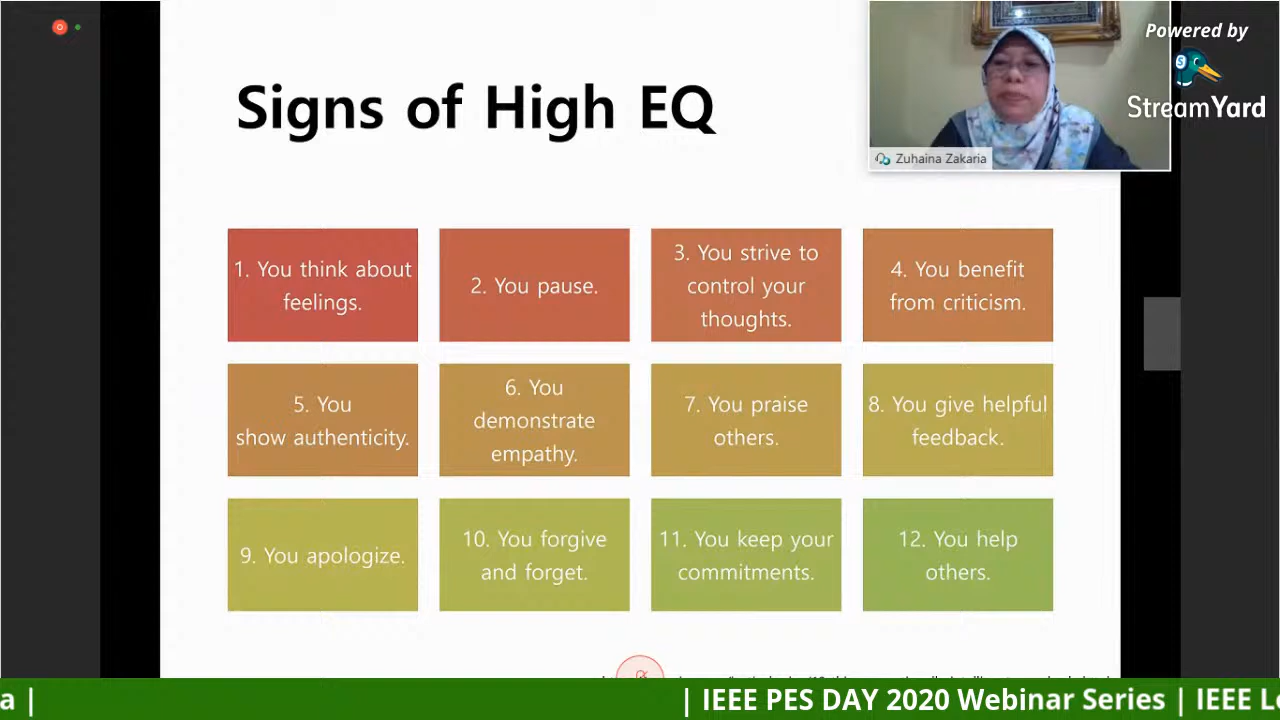 Signs of High EQ
Powered by
StreamYard
Zuhaina Zakaria
1. You think about
feelings.
2. You pause.
3. You strive to
control your
thoughts.
4. You benefit
from criticism.
5. You
show authenticity.
6. You
demonstrate
empathy.
7. You praise
others.
8. You give helpful
feedback.
9. You apologize.
10. You forgive
and forget.
11. You keep your
commitments.
12. You help
others.
a | | IEEE PES DAY 2020 Webinar Series | IEEE